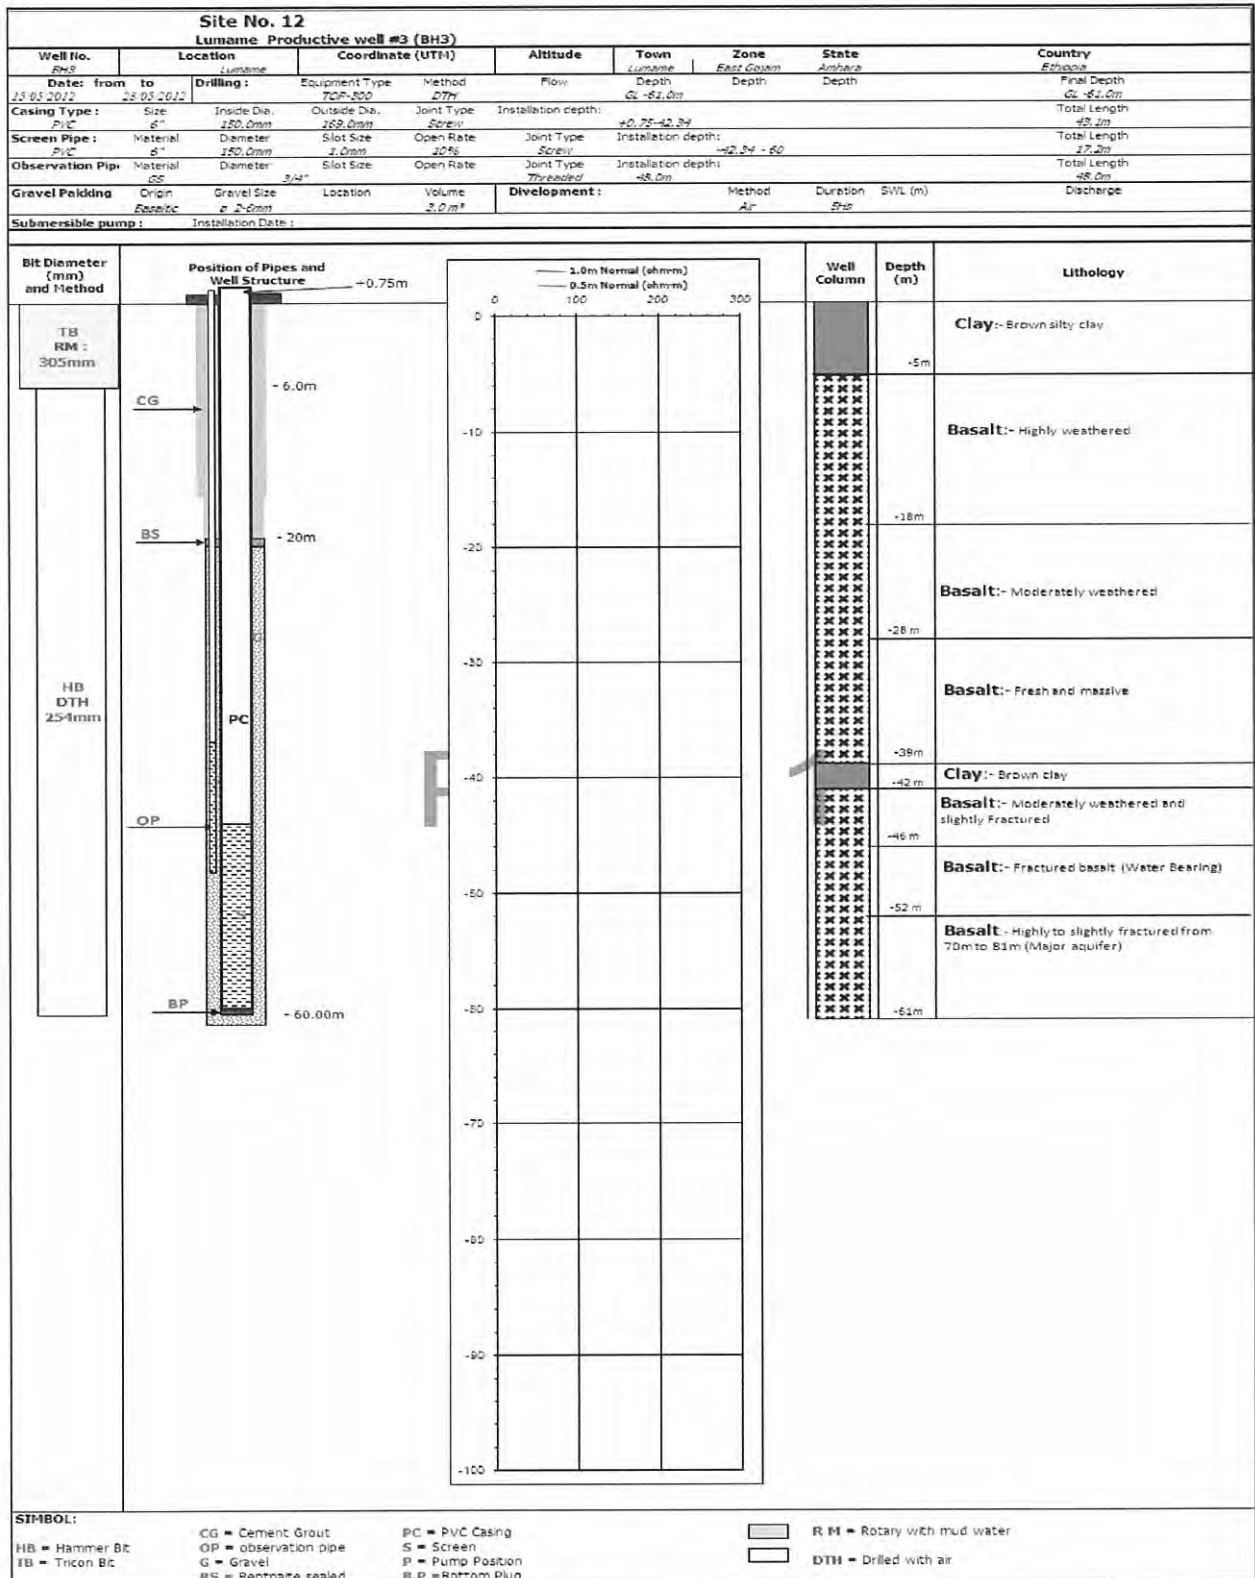 Site No. 12
Lumame Productive well #3 (BH3)
Well No. Location Coordinate (UTM) Altitude Town Zone State Country
BH3 Lumame Lumame East Gojam Amhara Ethiopia
Date: from to Drilling : Equipment Type Method Flow Depth Depth Depth Final Depth
15/05/2012 28/05/2012 TOP-500 DTH GL -61.0m GL -61.0m
Casing Type : Size Inside Dia. Outside Dia. Joint Type Installation depth: Total Length
PVC 6" 150.0mm 169.0mm Screw +0.75-42.34 43.1m
Screen Pipe : Material Diameter Slot Size Open Rate Joint Type Installation depth: Total Length
PVC 6" 150.0mm 1.0mm 10% Screw -42.34 - 60 17.2m
Observation Pipe Material Diameter Silot Size Open Rate Joint Type Installation depth: Total Length
GS 3/4" Threaded -48.0m 48.0m
Gravel Pakking Origin Gravel Size Location Volume Divelopment : Method Duration SWL (m) Discharge
Basaltic ø 2-6mm 3.0 m³ Air 5Hs
Submersible pump : Installation Date :
Bit Diameter
(mm)
and Method
Position of Pipes and
Well Structure
+0.75m
1.0m Normal (ohm-m)
0.5m Normal (ohm-m)
0 100 200 300
Well
Column
Depth
(m)
Lithology
TB
RM :
305mm
CG
- 6.0m
BS
- 20m
G
HB
DTH
254mm
PC
OP
S
BP
- 60.00m
0
-10
-20
-30
-40
-50
-60
-70
-80
-90
-100
Clay:- Brown silty clay
-5m
Basalt:- Highly weathered
-18m
Basalt:- Moderately weathered
-28 m
Basalt:- Fresh and massive
-39m
Clay:- Brown clay
-42 m
Basalt:- Moderately weathered and
slightly Fractured
-46 m
Basalt:- Fractured basalt (Water Bearing)
-52 m
Basalt:- Highly to slightly fractured from
70m to 81m (Major aquifer)
-61m
SIMBOL:
CG = Cement Grout PC = PVC Casing R M = Rotary with mud water
HB = Hammer Bit OP = observation pipe S = Screen
TB = Tricon Bit G = Gravel P = Pump Position DTH = Drilled with air
BS = Bentnaite sealed B.P =Bottom Plug